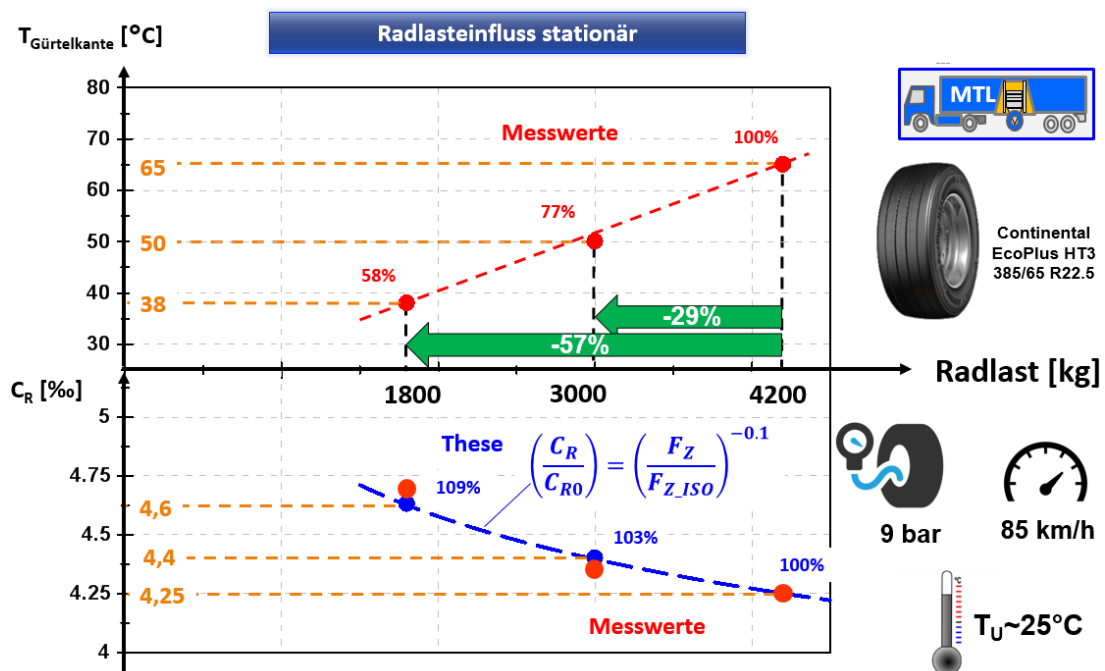 T_Gürtelkante [°C]
Radlasteinfluss stationär
80
70
60
50
40
30
65
50
38
Messwerte
58%
77%
100%
-29%
-57%
MTL
V
Continental
EcoPlus HT3
385/65 R22.5
Radlast [kg]
1800
3000
4200
C_R [‰]
5
4.75
4.5
4.25
4
4,6
4,4
4,25
These
(C_R / C_R0) = (F_Z / F_Z_ISO)^-0.1
109%
103%
100%
Messwerte
9 bar
85 km/h
°C
T_U~25°C